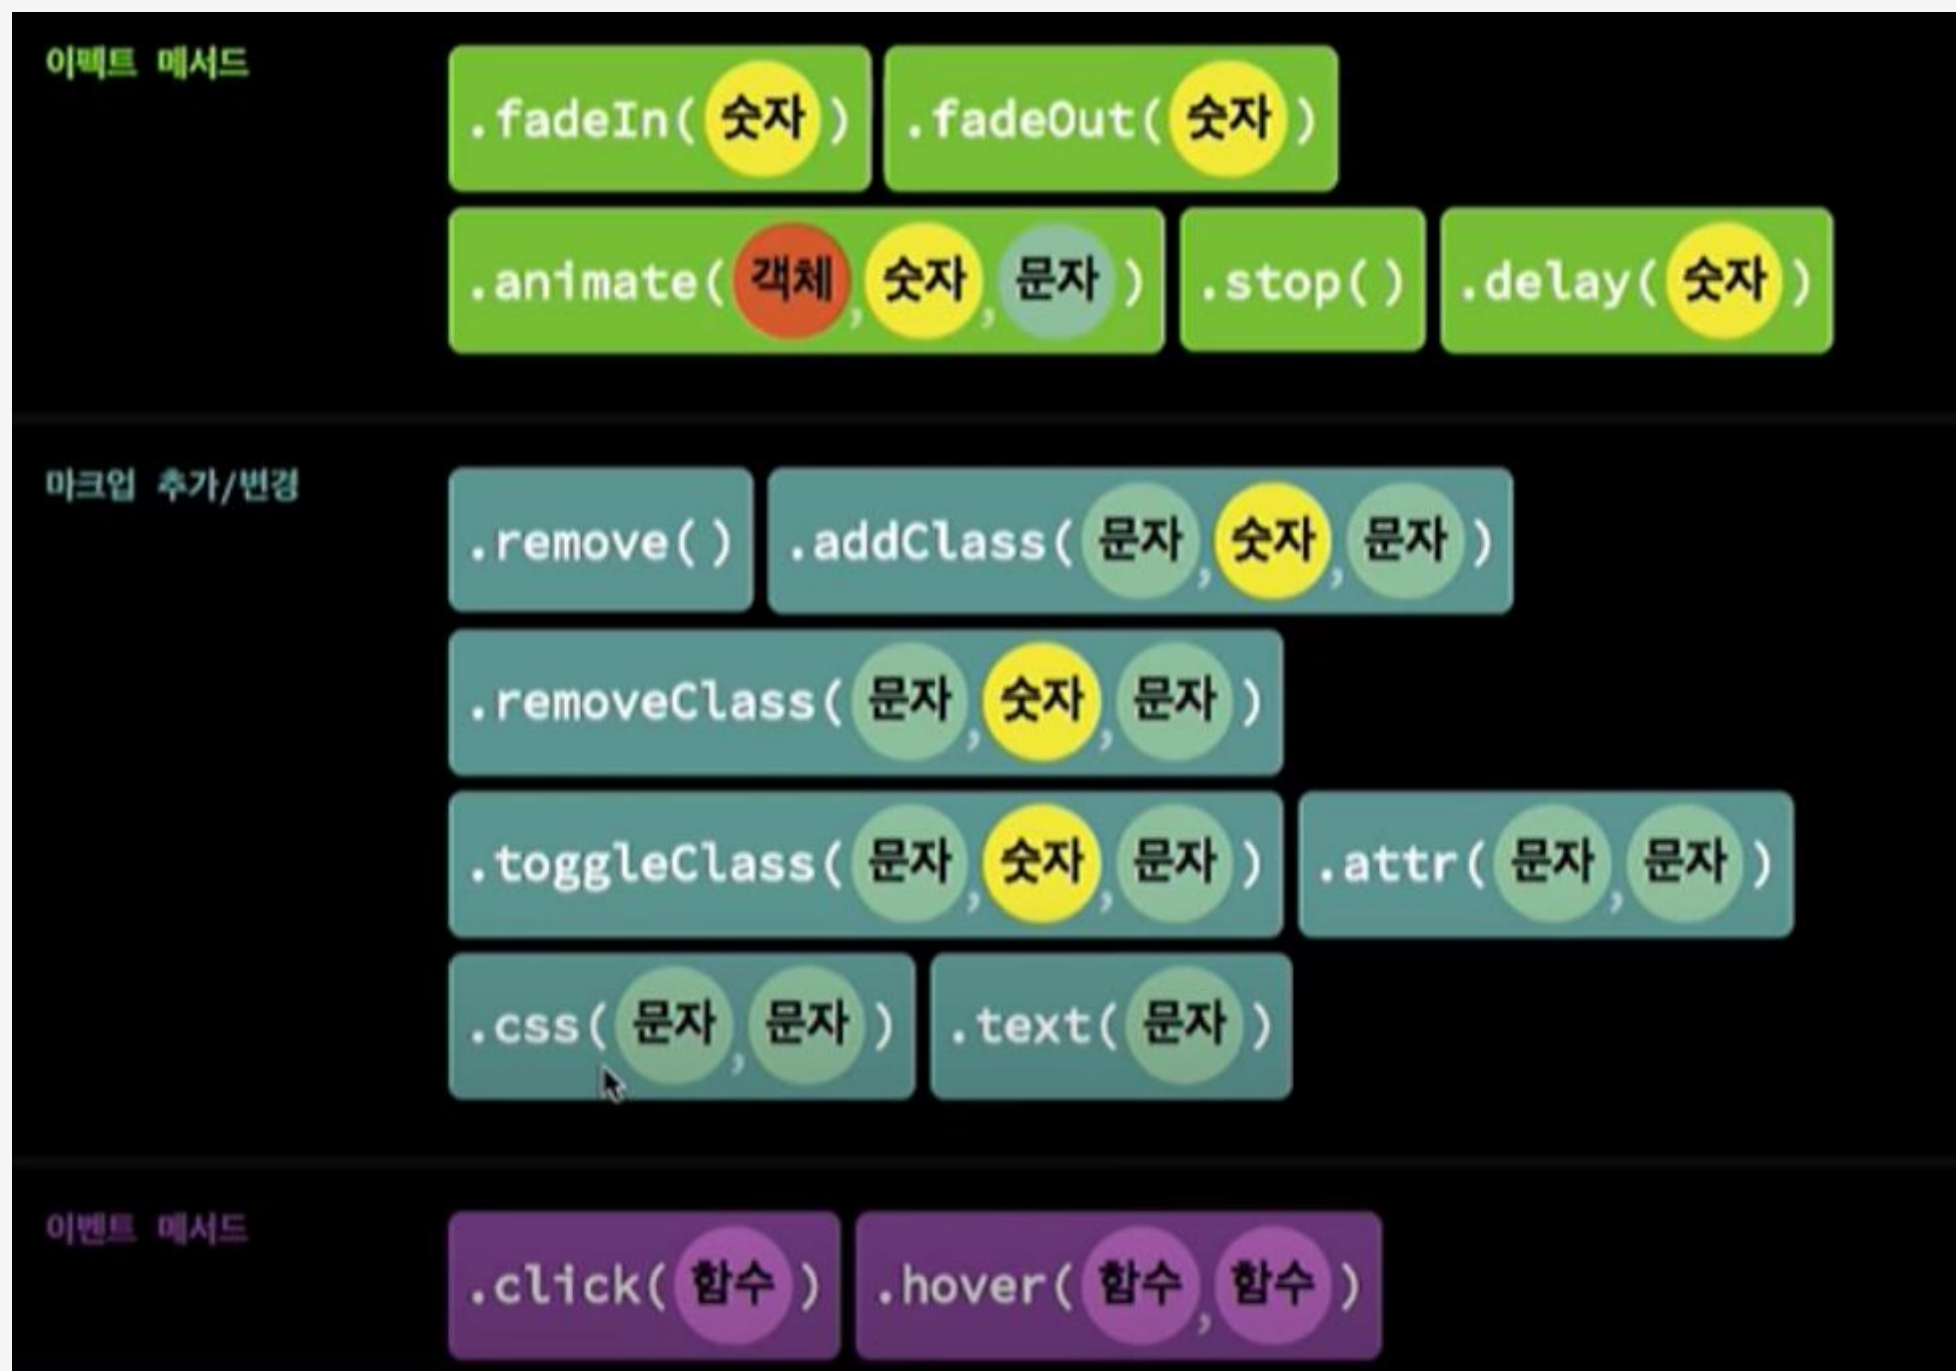 이펙트 메서드
.fadeIn(숫자) .fadeOut(숫자)
.animate(객체,숫자,문자) .stop() .delay(숫자)
마크업 추가/변경
.remove() .addClass(문자,숫자,문자)
.removeClass(문자,숫자,문자)
.toggleClass(문자,숫자,문자) .attr(문자,문자)
.css(문자,문자) .text(문자)
이벤트 메서드
.click(함수) .hover(함수,함수)